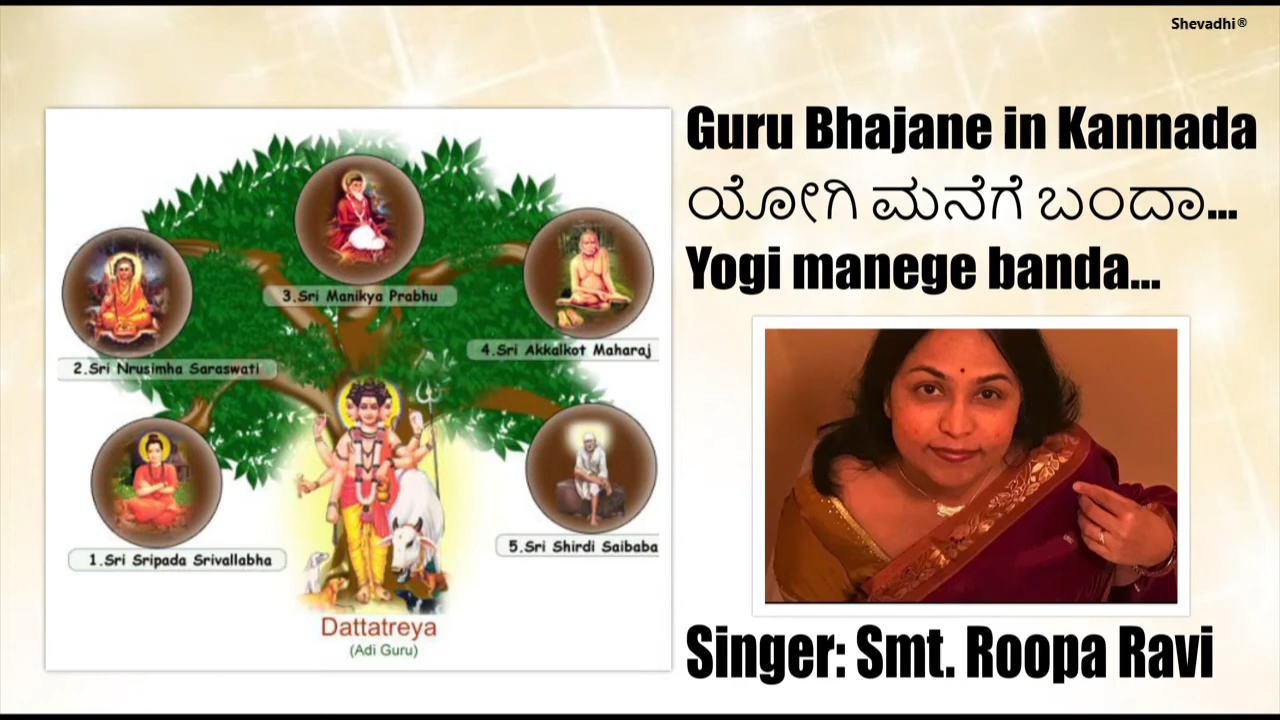 Shevadhi®
Guru Bhajane in Kannada
ಯೋಗಿ ಮನೆಗೆ ಬಂದಾ...
Yogi manege banda...
3.Sri Manikya Prabhu
4.Sri Akkalkot Maharaj
2.Sri Nrusimha Saraswati
5.Sri Shirdi Saibaba
1.Sri Sripada Srivallabha
Dattatreya
(Adi Guru)
Singer: Smt. Roopa Ravi